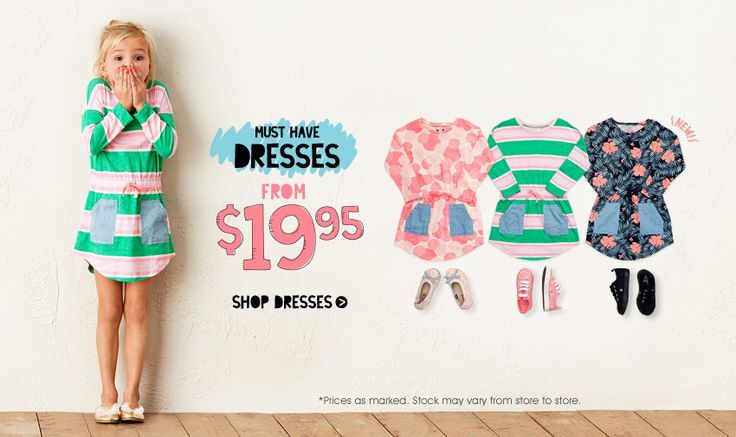 MUST HAVE
DRESSES
FROM
$19.95
SHOP DRESSES
NEW!
*Prices as marked. Stock may vary from store to store.